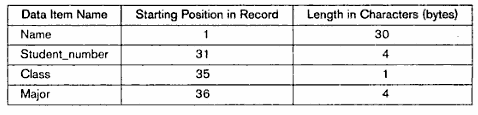 Data Item Name Starting Position in Record Length in Characters (bytes)
Name 1 30
Student_number 31 4
Class 35 1
Major 36 4